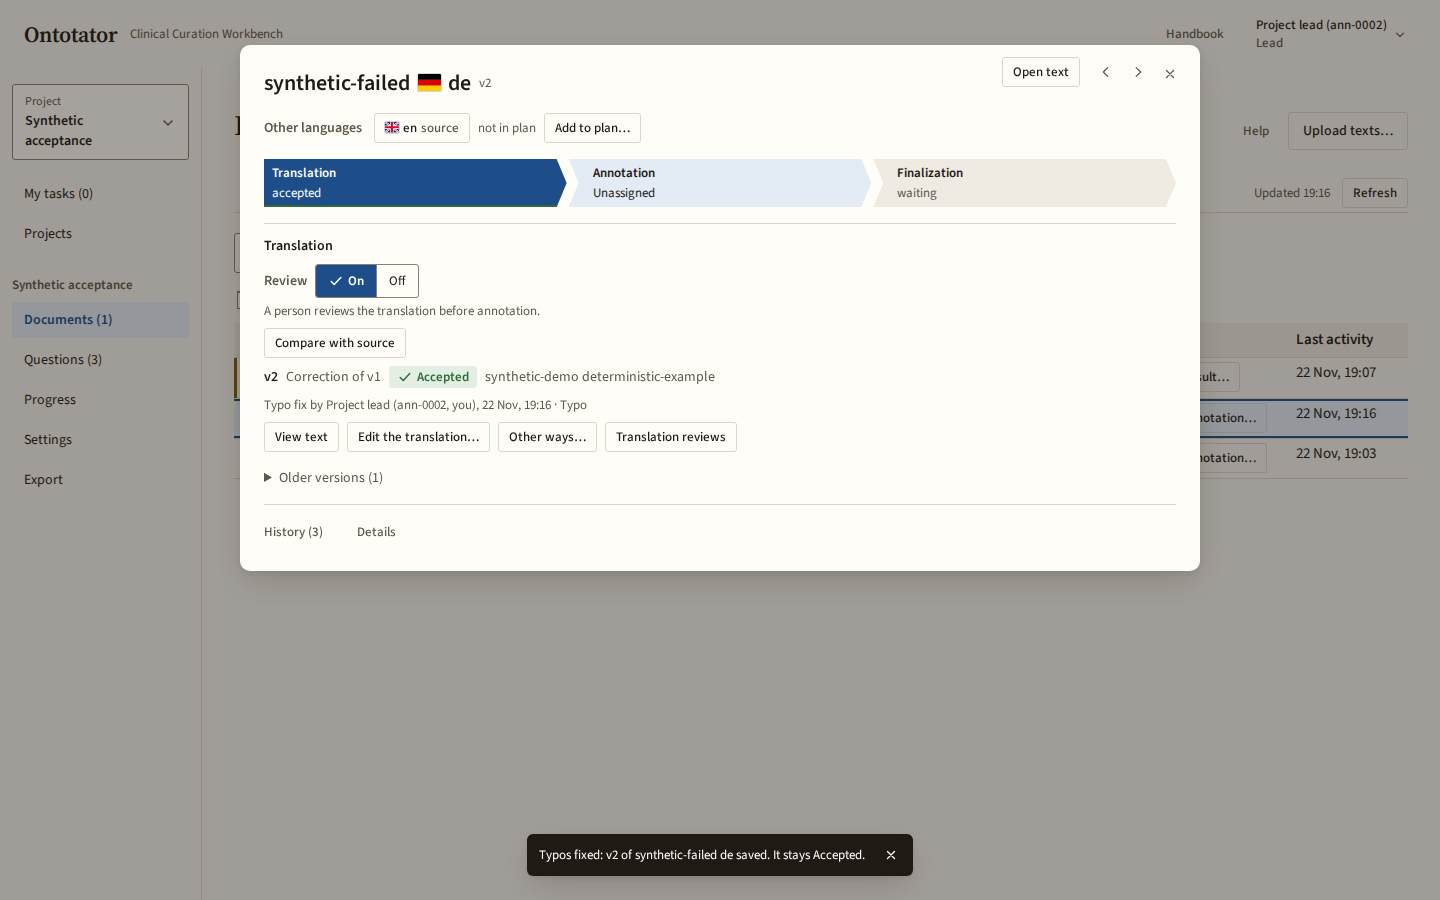 Ontotator
Clinical Curation Workbench
Handbook
Project lead (ann-0002)
Lead
Project
Synthetic
acceptance
My tasks (0)
Projects
Synthetic acceptance
Documents (1)
Questions (3)
Progress
Settings
Export
Help
Upload texts…
Updated 19:16
Refresh
Last activity
22 Nov, 19:07
22 Nov, 19:16
22 Nov, 19:03
synthetic-failed de v2
Open text
Other languages
en source
not in plan
Add to plan…
Translation
accepted
Annotation
Unassigned
Finalization
waiting
Translation
Review
On
Off
A person reviews the translation before annotation.
Compare with source
v2 Correction of v1 Accepted synthetic-demo deterministic-example
Typo fix by Project lead (ann-0002, you), 22 Nov, 19:16 · Typo
View text
Edit the translation…
Other ways…
Translation reviews
Older versions (1)
History (3)
Details
Typos fixed: v2 of synthetic-failed de saved. It stays Accepted.